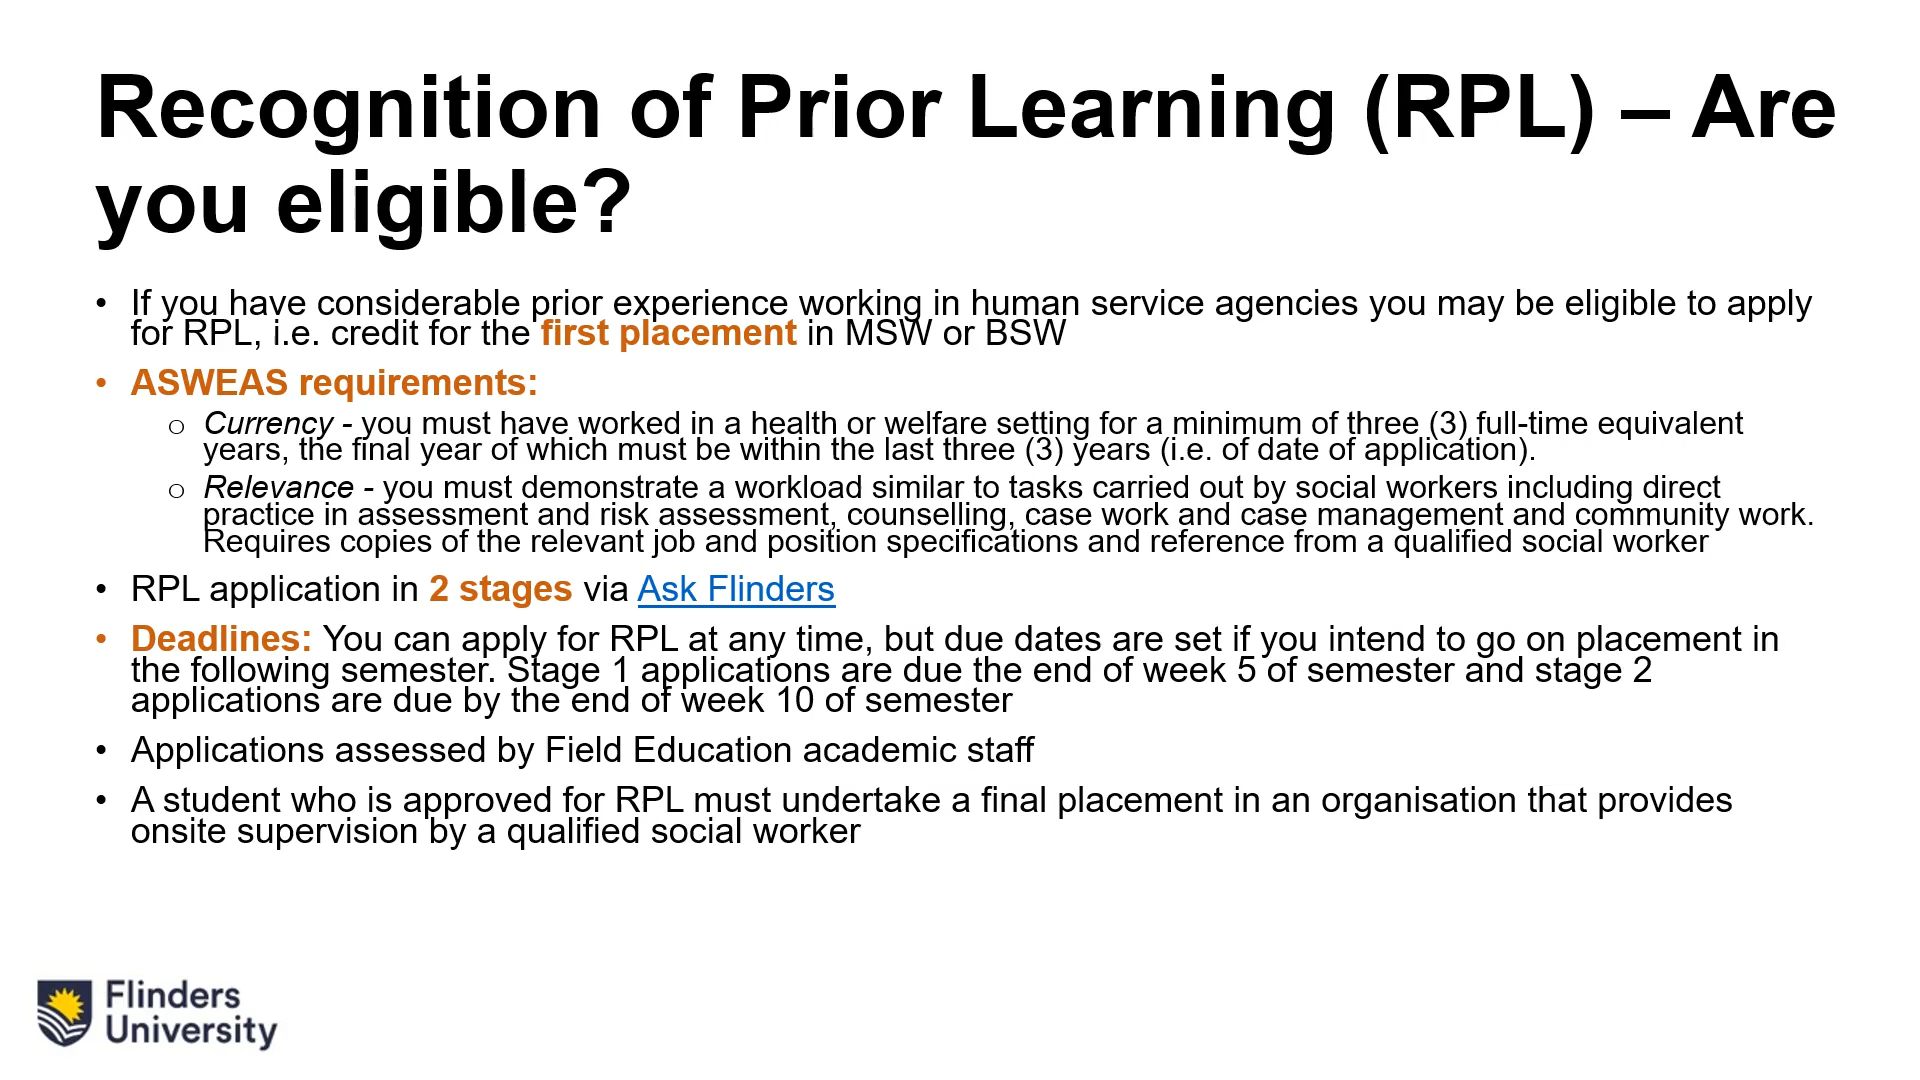 Recognition of Prior Learning (RPL) – Are
you eligible?
• If you have considerable prior experience working in human service agencies you may be eligible to apply
for RPL, i.e. credit for the first placement in MSW or BSW
• ASWEAS requirements:
o Currency - you must have worked in a health or welfare setting for a minimum of three (3) full-time equivalent
years, the final year of which must be within the last three (3) years (i.e. of date of application).
o Relevance - you must demonstrate a workload similar to tasks carried out by social workers including direct
practice in assessment and risk assessment, counselling, case work and case management and community work.
Requires copies of the relevant job and position specifications and reference from a qualified social worker
• RPL application in 2 stages via Ask Flinders
• Deadlines: You can apply for RPL at any time, but due dates are set if you intend to go on placement in
the following semester. Stage 1 applications are due the end of week 5 of semester and stage 2
applications are due by the end of week 10 of semester
• Applications assessed by Field Education academic staff
• A student who is approved for RPL must undertake a final placement in an organisation that provides
onsite supervision by a qualified social worker
Flinders
University